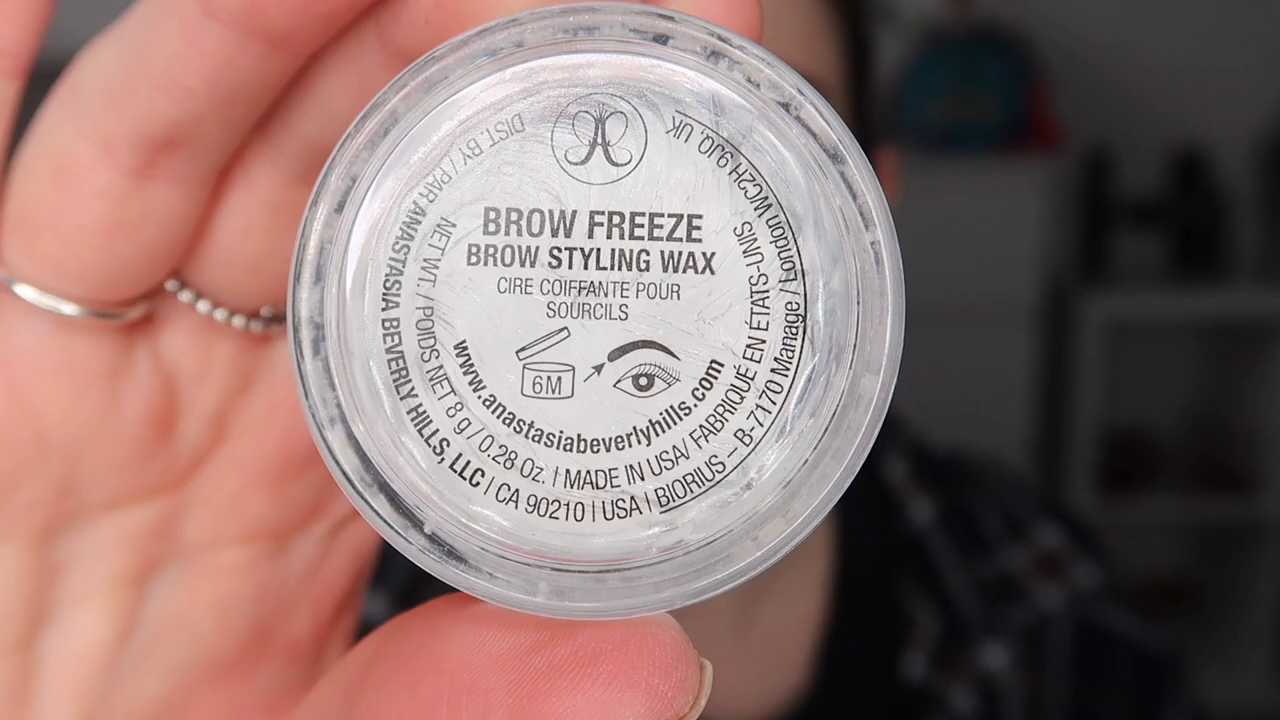 BROW FREEZE
BROW STYLING WAX
CIRE COIFFANTE POUR
SOURCILS
6M
www.anastasiabeverlyhills.com
NET WT. / POIDS NET 8 g / 0.28 Oz. | MADE IN USA/ FABRIQUÉ EN ÉTATS-UNIS
DIST. BY / PAR ANASTASIA BEVERLY HILLS, LLC | CA 90210 | USA | BIORIUS – B-7170 Manage / London WC2H 9JQ, UK